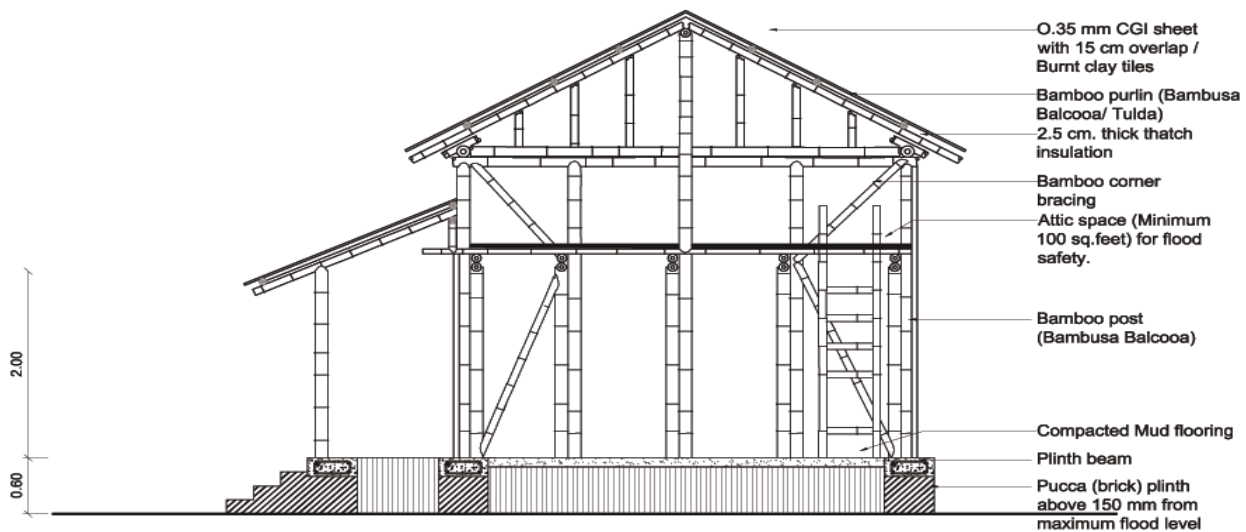 O.35 mm CGI sheet
with 15 cm overlap /
Burnt clay tiles
Bamboo purlin (Bambusa
Balcooa/ Tulda)
2.5 cm. thick thatch
insulation
Bamboo corner
bracing
Attic space (Minimum
100 sq.feet) for flood
safety.
Bamboo post
(Bambusa Balcooa)
Compacted Mud flooring
Plinth beam
Pucca (brick) plinth
above 150 mm from
maximum flood level
2.00
0.60